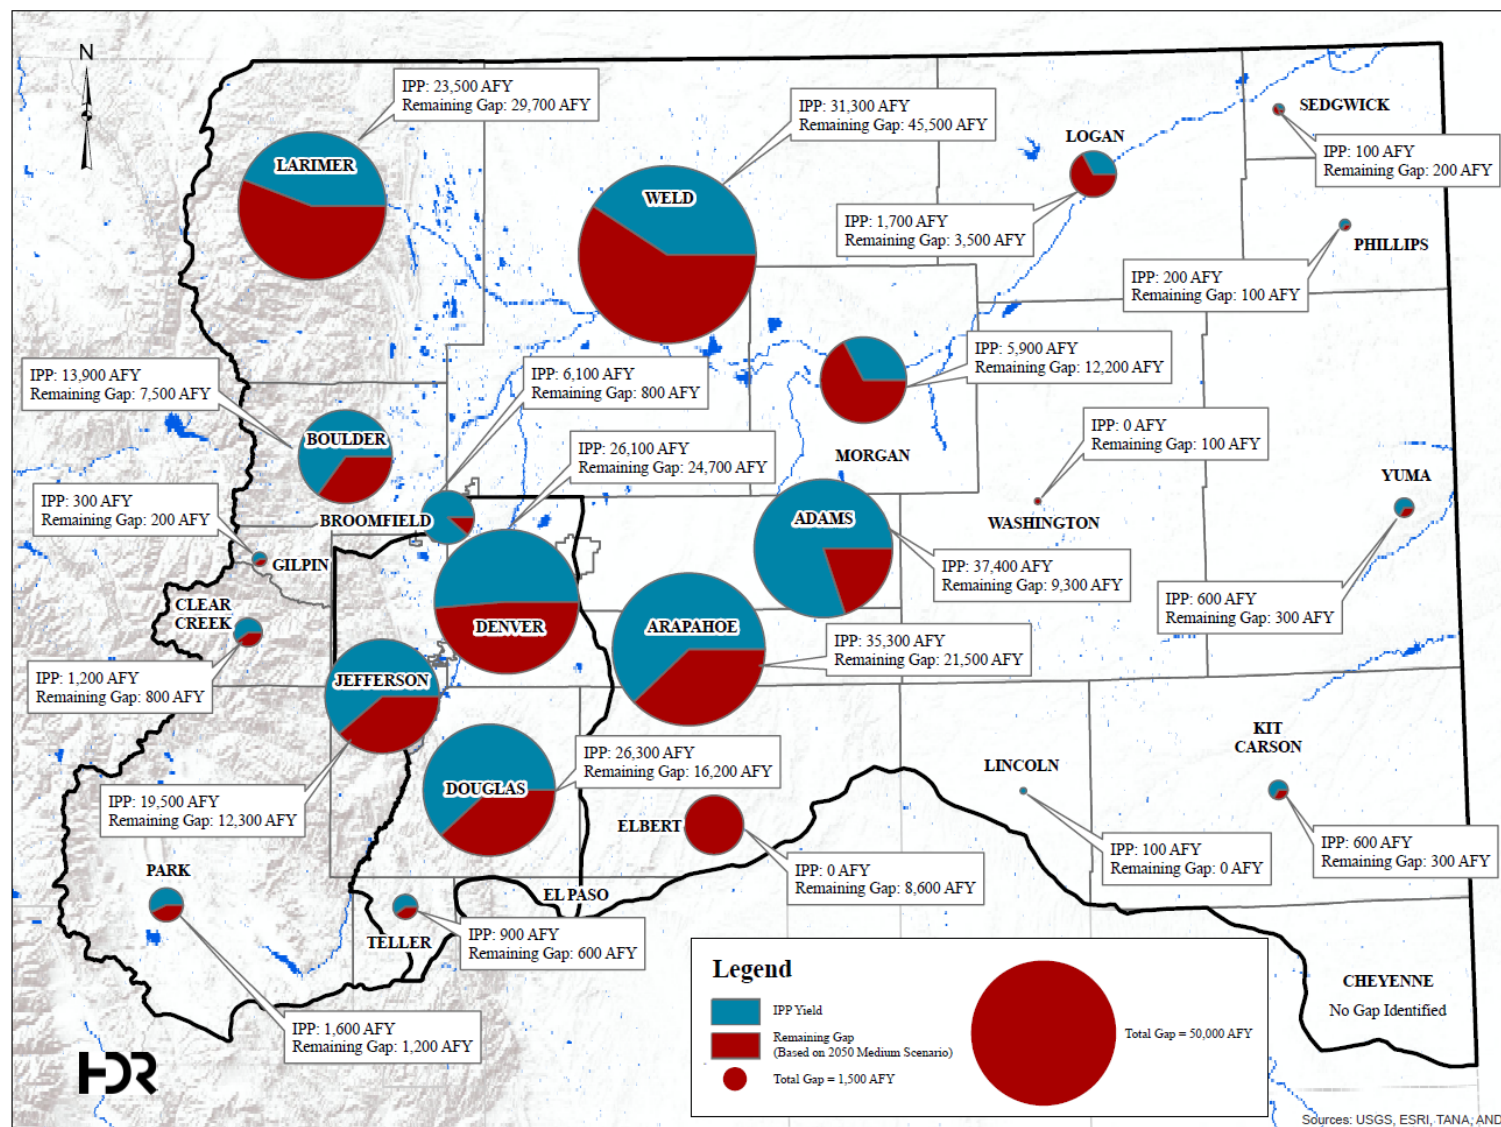 N
IPP: 23,500 AFY
Remaining Gap: 29,700 AFY
LARIMER
IPP: 31,300 AFY
Remaining Gap: 45,500 AFY
WELD
LOGAN
IPP: 1,700 AFY
Remaining Gap: 3,500 AFY
SEDGWICK
IPP: 100 AFY
Remaining Gap: 200 AFY
PHILLIPS
IPP: 200 AFY
Remaining Gap: 100 AFY
IPP: 5,900 AFY
Remaining Gap: 12,200 AFY
MORGAN
IPP: 13,900 AFY
Remaining Gap: 7,500 AFY
BOULDER
IPP: 6,100 AFY
Remaining Gap: 800 AFY
BROOMFIELD
IPP: 26,100 AFY
Remaining Gap: 24,700 AFY
DENVER
IPP: 0 AFY
Remaining Gap: 100 AFY
WASHINGTON
YUMA
IPP: 600 AFY
Remaining Gap: 300 AFY
IPP: 300 AFY
Remaining Gap: 200 AFY
GILPIN
ADAMS
IPP: 37,400 AFY
Remaining Gap: 9,300 AFY
CLEAR
CREEK
IPP: 1,200 AFY
Remaining Gap: 800 AFY
ARAPAHOE
IPP: 35,300 AFY
Remaining Gap: 21,500 AFY
JEFFERSON
IPP: 19,500 AFY
Remaining Gap: 12,300 AFY
DOUGLAS
IPP: 26,300 AFY
Remaining Gap: 16,200 AFY
ELBERT
IPP: 0 AFY
Remaining Gap: 8,600 AFY
LINCOLN
IPP: 100 AFY
Remaining Gap: 0 AFY
KIT
CARSON
IPP: 600 AFY
Remaining Gap: 300 AFY
PARK
IPP: 1,600 AFY
Remaining Gap: 1,200 AFY
TELLER
IPP: 900 AFY
Remaining Gap: 600 AFY
EL PASO
CHEYENNE
No Gap Identified
Legend
IPP Yield
Remaining Gap
(Based on 2050 Medium Scenario)
Total Gap = 1,500 AFY
Total Gap = 50,000 AFY
HDR
Sources: USGS, ESRI, TANA, AND